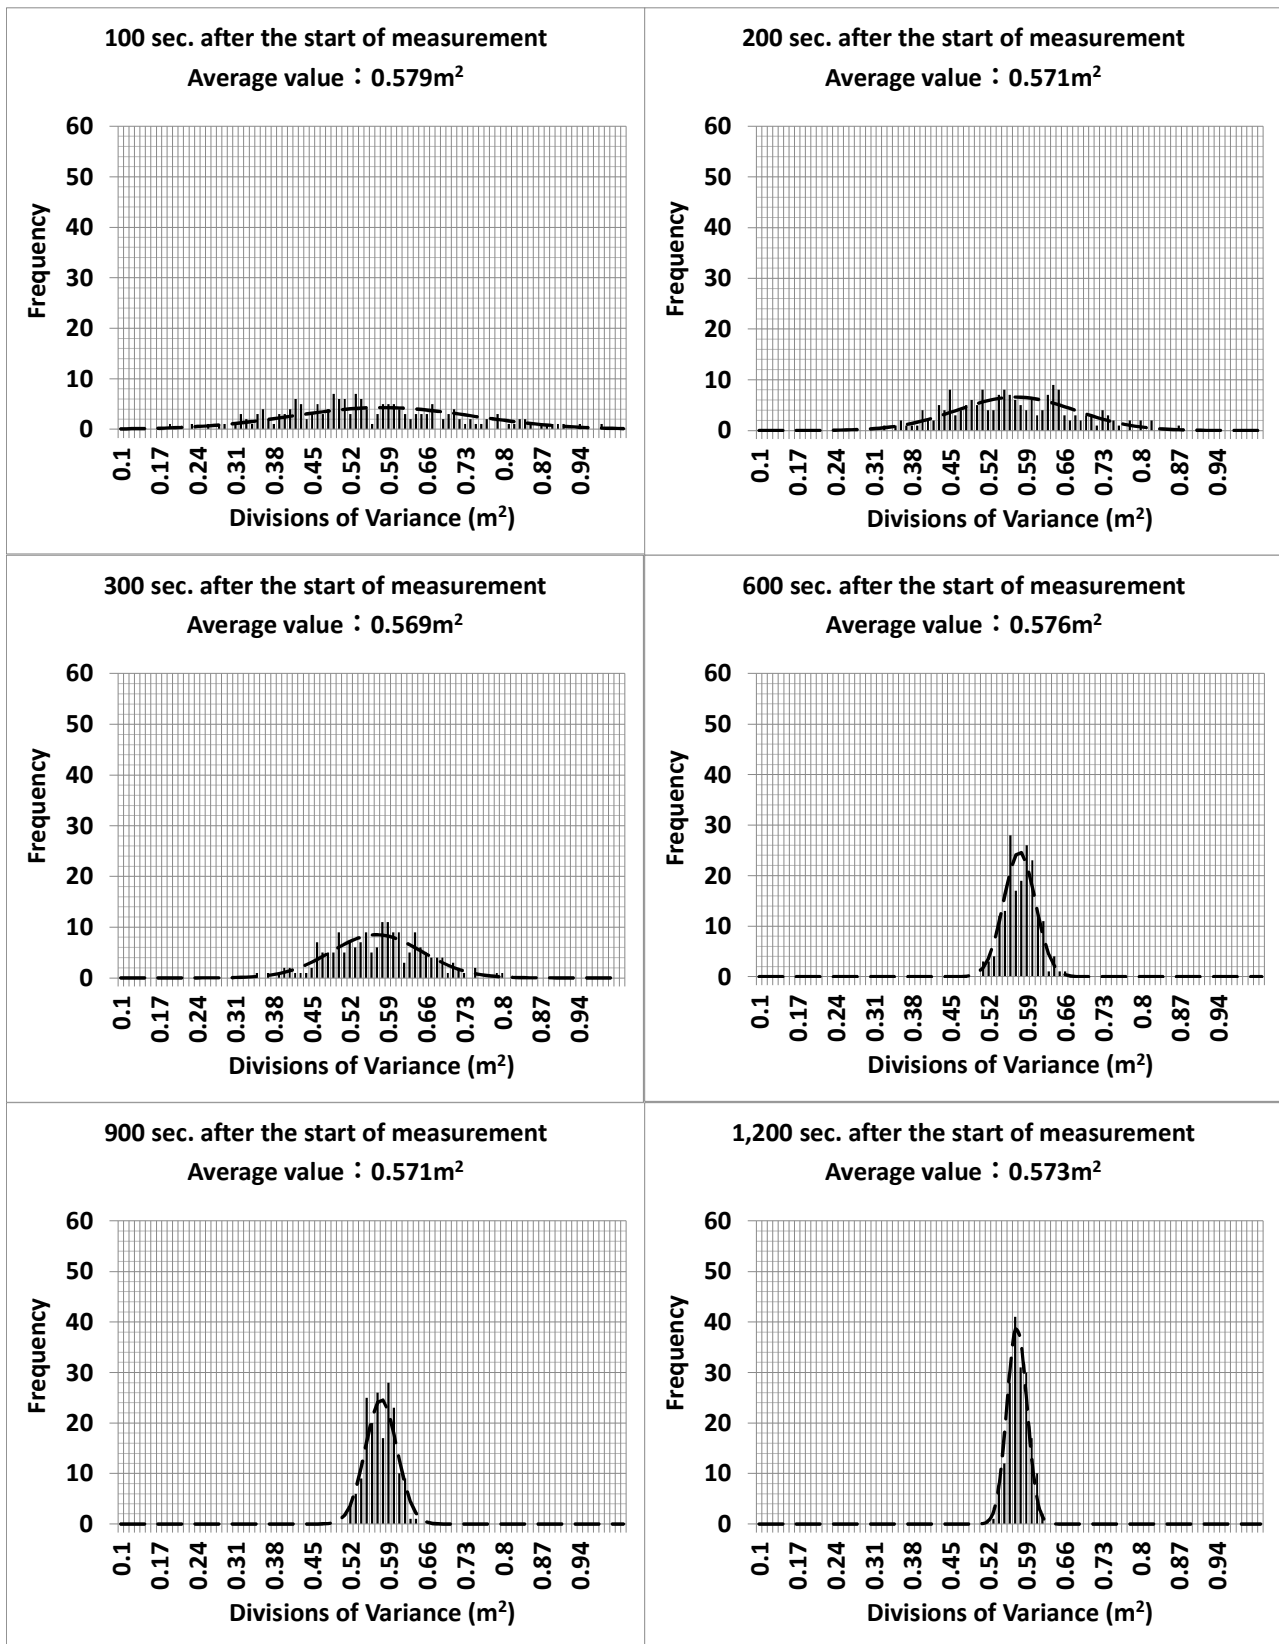 100 sec. after the start of measurement
Average value：0.579m²
60
50
40
30
20
10
0
Frequency
0.1 0.17 0.24 0.31 0.38 0.45 0.52 0.59 0.66 0.73 0.8 0.87 0.94
Divisions of Variance (m²)
200 sec. after the start of measurement
Average value：0.571m²
60
50
40
30
20
10
0
Frequency
0.1 0.17 0.24 0.31 0.38 0.45 0.52 0.59 0.66 0.73 0.8 0.87 0.94
Divisions of Variance (m²)
300 sec. after the start of measurement
Average value：0.569m²
60
50
40
30
20
10
0
Frequency
0.1 0.17 0.24 0.31 0.38 0.45 0.52 0.59 0.66 0.73 0.8 0.87 0.94
Divisions of Variance (m²)
600 sec. after the start of measurement
Average value：0.576m²
60
50
40
30
20
10
0
Frequency
0.1 0.17 0.24 0.31 0.38 0.45 0.52 0.59 0.66 0.73 0.8 0.87 0.94
Divisions of Variance (m²)
900 sec. after the start of measurement
Average value：0.571m²
60
50
40
30
20
10
0
Frequency
0.1 0.17 0.24 0.31 0.38 0.45 0.52 0.59 0.66 0.73 0.8 0.87 0.94
Divisions of Variance (m²)
1,200 sec. after the start of measurement
Average value：0.573m²
60
50
40
30
20
10
0
Frequency
0.1 0.17 0.24 0.31 0.38 0.45 0.52 0.59 0.66 0.73 0.8 0.87 0.94
Divisions of Variance (m²)